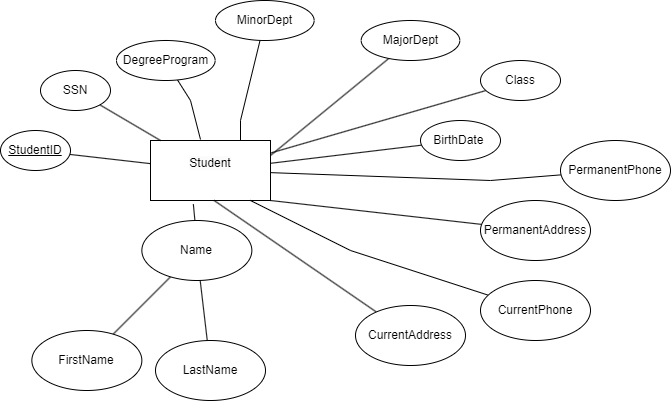 MinorDept
MajorDept
DegreeProgram
Class
SSN
BirthDate
StudentID
Student
PermanentPhone
PermanentAddress
Name
CurrentPhone
CurrentAddress
FirstName
LastName